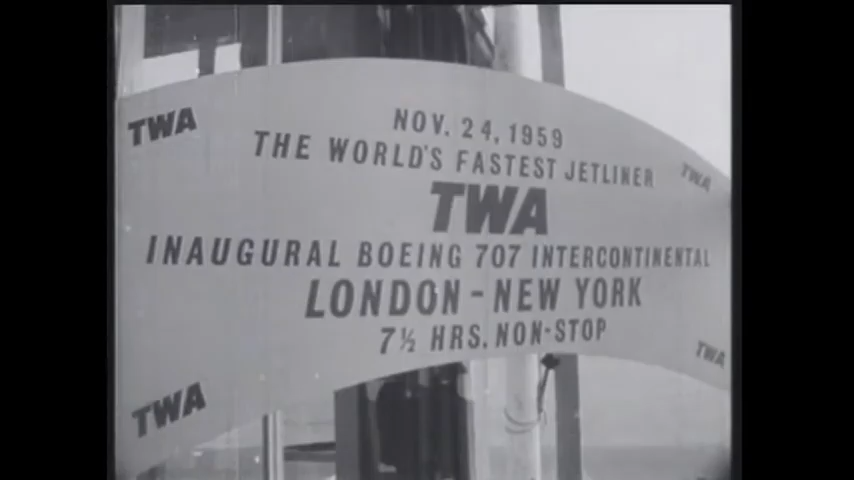 TWA
NOV. 24, 1959
THE WORLD'S FASTEST JETLINER
TWA
TWA
INAUGURAL BOEING 707 INTERCONTINENTAL
LONDON - NEW YORK
7½ HRS. NON-STOP
TWA
TWA